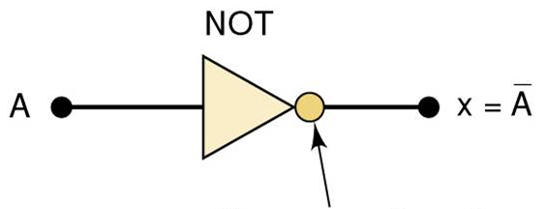 NOT
A x = A̅